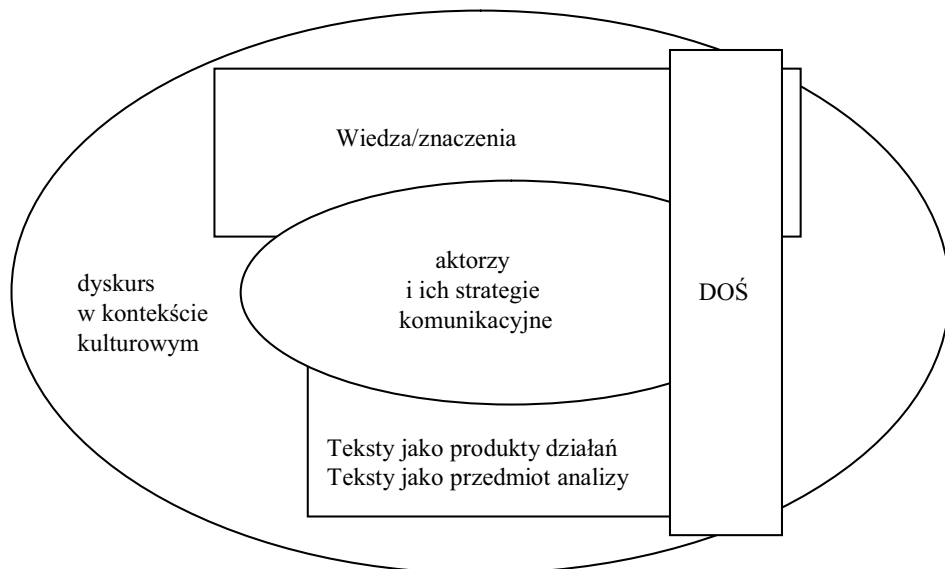 Wiedza/znaczenia
aktorzy
i ich strategie
komunikacyjne
dyskurs
w kontekście
kulturowym
DOŚ
Teksty jako produkty działań
Teksty jako przedmiot analizy